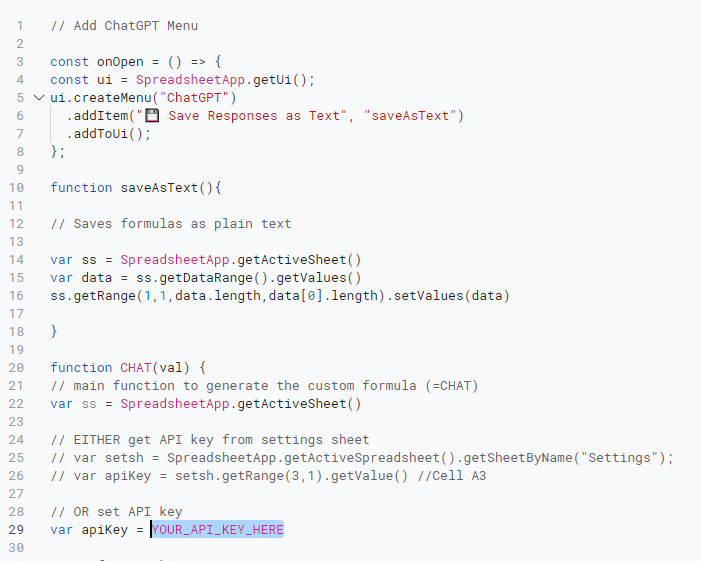 1 // Add ChatGPT Menu
2
3 const onOpen = () => {
4 const ui = SpreadsheetApp.getUi();
5 ui.createMenu("ChatGPT")
6 .addItem("💾 Save Responses as Text", "saveAsText")
7 .addToUi();
8 };
9
10 function saveAsText(){
11
12 // Saves formulas as plain text
13
14 var ss = SpreadsheetApp.getActiveSheet()
15 var data = ss.getDataRange().getValues()
16 ss.getRange(1,1,data.length,data[0].length).setValues(data)
17
18 }
19
20 function CHAT(val) {
21 // main function to generate the custom formula (=CHAT)
22 var ss = SpreadsheetApp.getActiveSheet()
23
24 // EITHER get API key from settings sheet
25 // var setsh = SpreadsheetApp.getActiveSpreadsheet().getSheetByName("Settings");
26 // var apiKey = setsh.getRange(3,1).getValue() //Cell A3
27
28 // OR set API key
29 var apiKey = YOUR_API_KEY_HERE
30